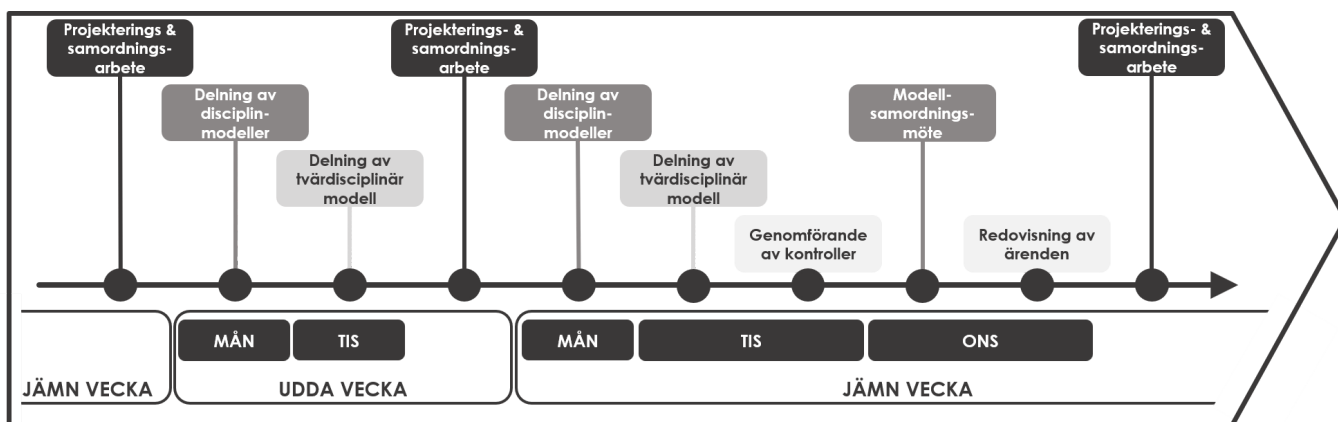 Projekterings &
samordnings-
arbete
Delning av
disciplin-
modeller
Delning av
tvärdisciplinär
modell
Projekterings- &
samordnings-
arbete
Delning av
disciplin-
modeller
Delning av
tvärdisciplinär
modell
Genomförande
av kontroller
Modell-
samordnings-
möte
Redovisning av
ärenden
Projekterings- &
samordnings-
arbete
MÅN
TIS
MÅN
TIS
ONS
JÄMN VECKA
UDDA VECKA
JÄMN VECKA